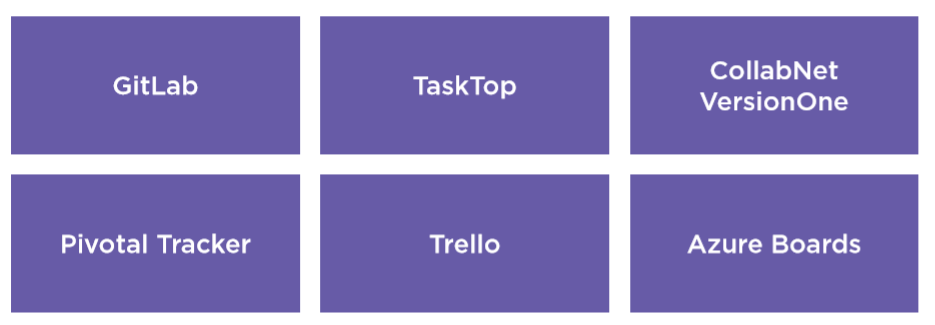 GitLab
TaskTop
CollabNet
VersionOne
Pivotal Tracker
Trello
Azure Boards